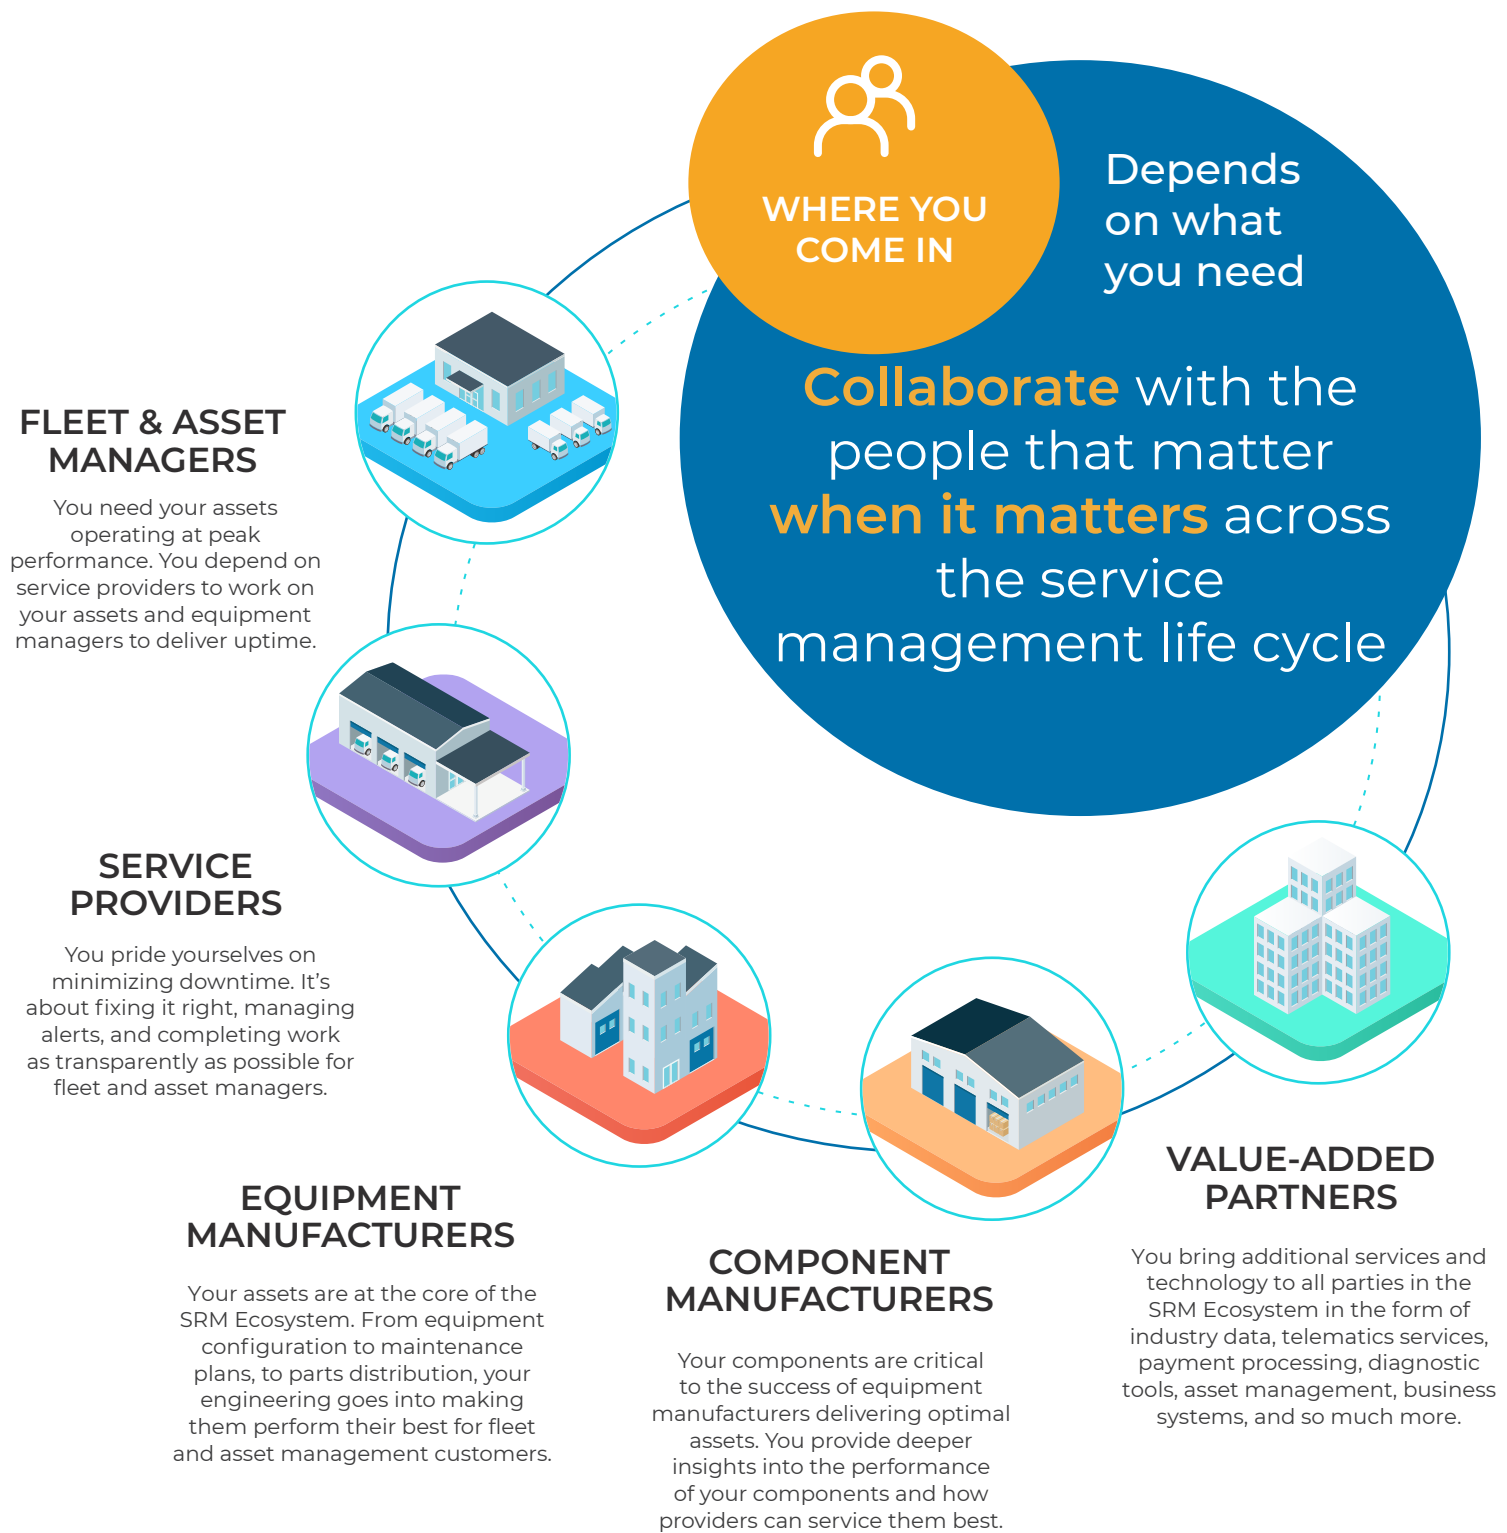 WHERE YOU
COME IN
Depends
on what
you need
Collaborate with the
people that matter
when it matters across
the service
management life cycle
FLEET & ASSET
MANAGERS
You need your assets
operating at peak
performance. You depend on
service providers to work on
your assets and equipment
managers to deliver uptime.
SERVICE
PROVIDERS
You pride yourselves on
minimizing downtime. It’s
about fixing it right, managing
alerts, and completing work
as transparently as possible for
fleet and asset managers.
EQUIPMENT
MANUFACTURERS
Your assets are at the core of the
SRM Ecosystem. From equipment
configuration to maintenance
plans, to parts distribution, your
engineering goes into making
them perform their best for fleet
and asset management customers.
COMPONENT
MANUFACTURERS
Your components are critical
to the success of equipment
manufacturers delivering optimal
assets. You provide deeper
insights into the performance
of your components and how
providers can service them best.
VALUE-ADDED
PARTNERS
You bring additional services and
technology to all parties in the
SRM Ecosystem in the form of
industry data, telematics services,
payment processing, diagnostic
tools, asset management, business
systems, and so much more.